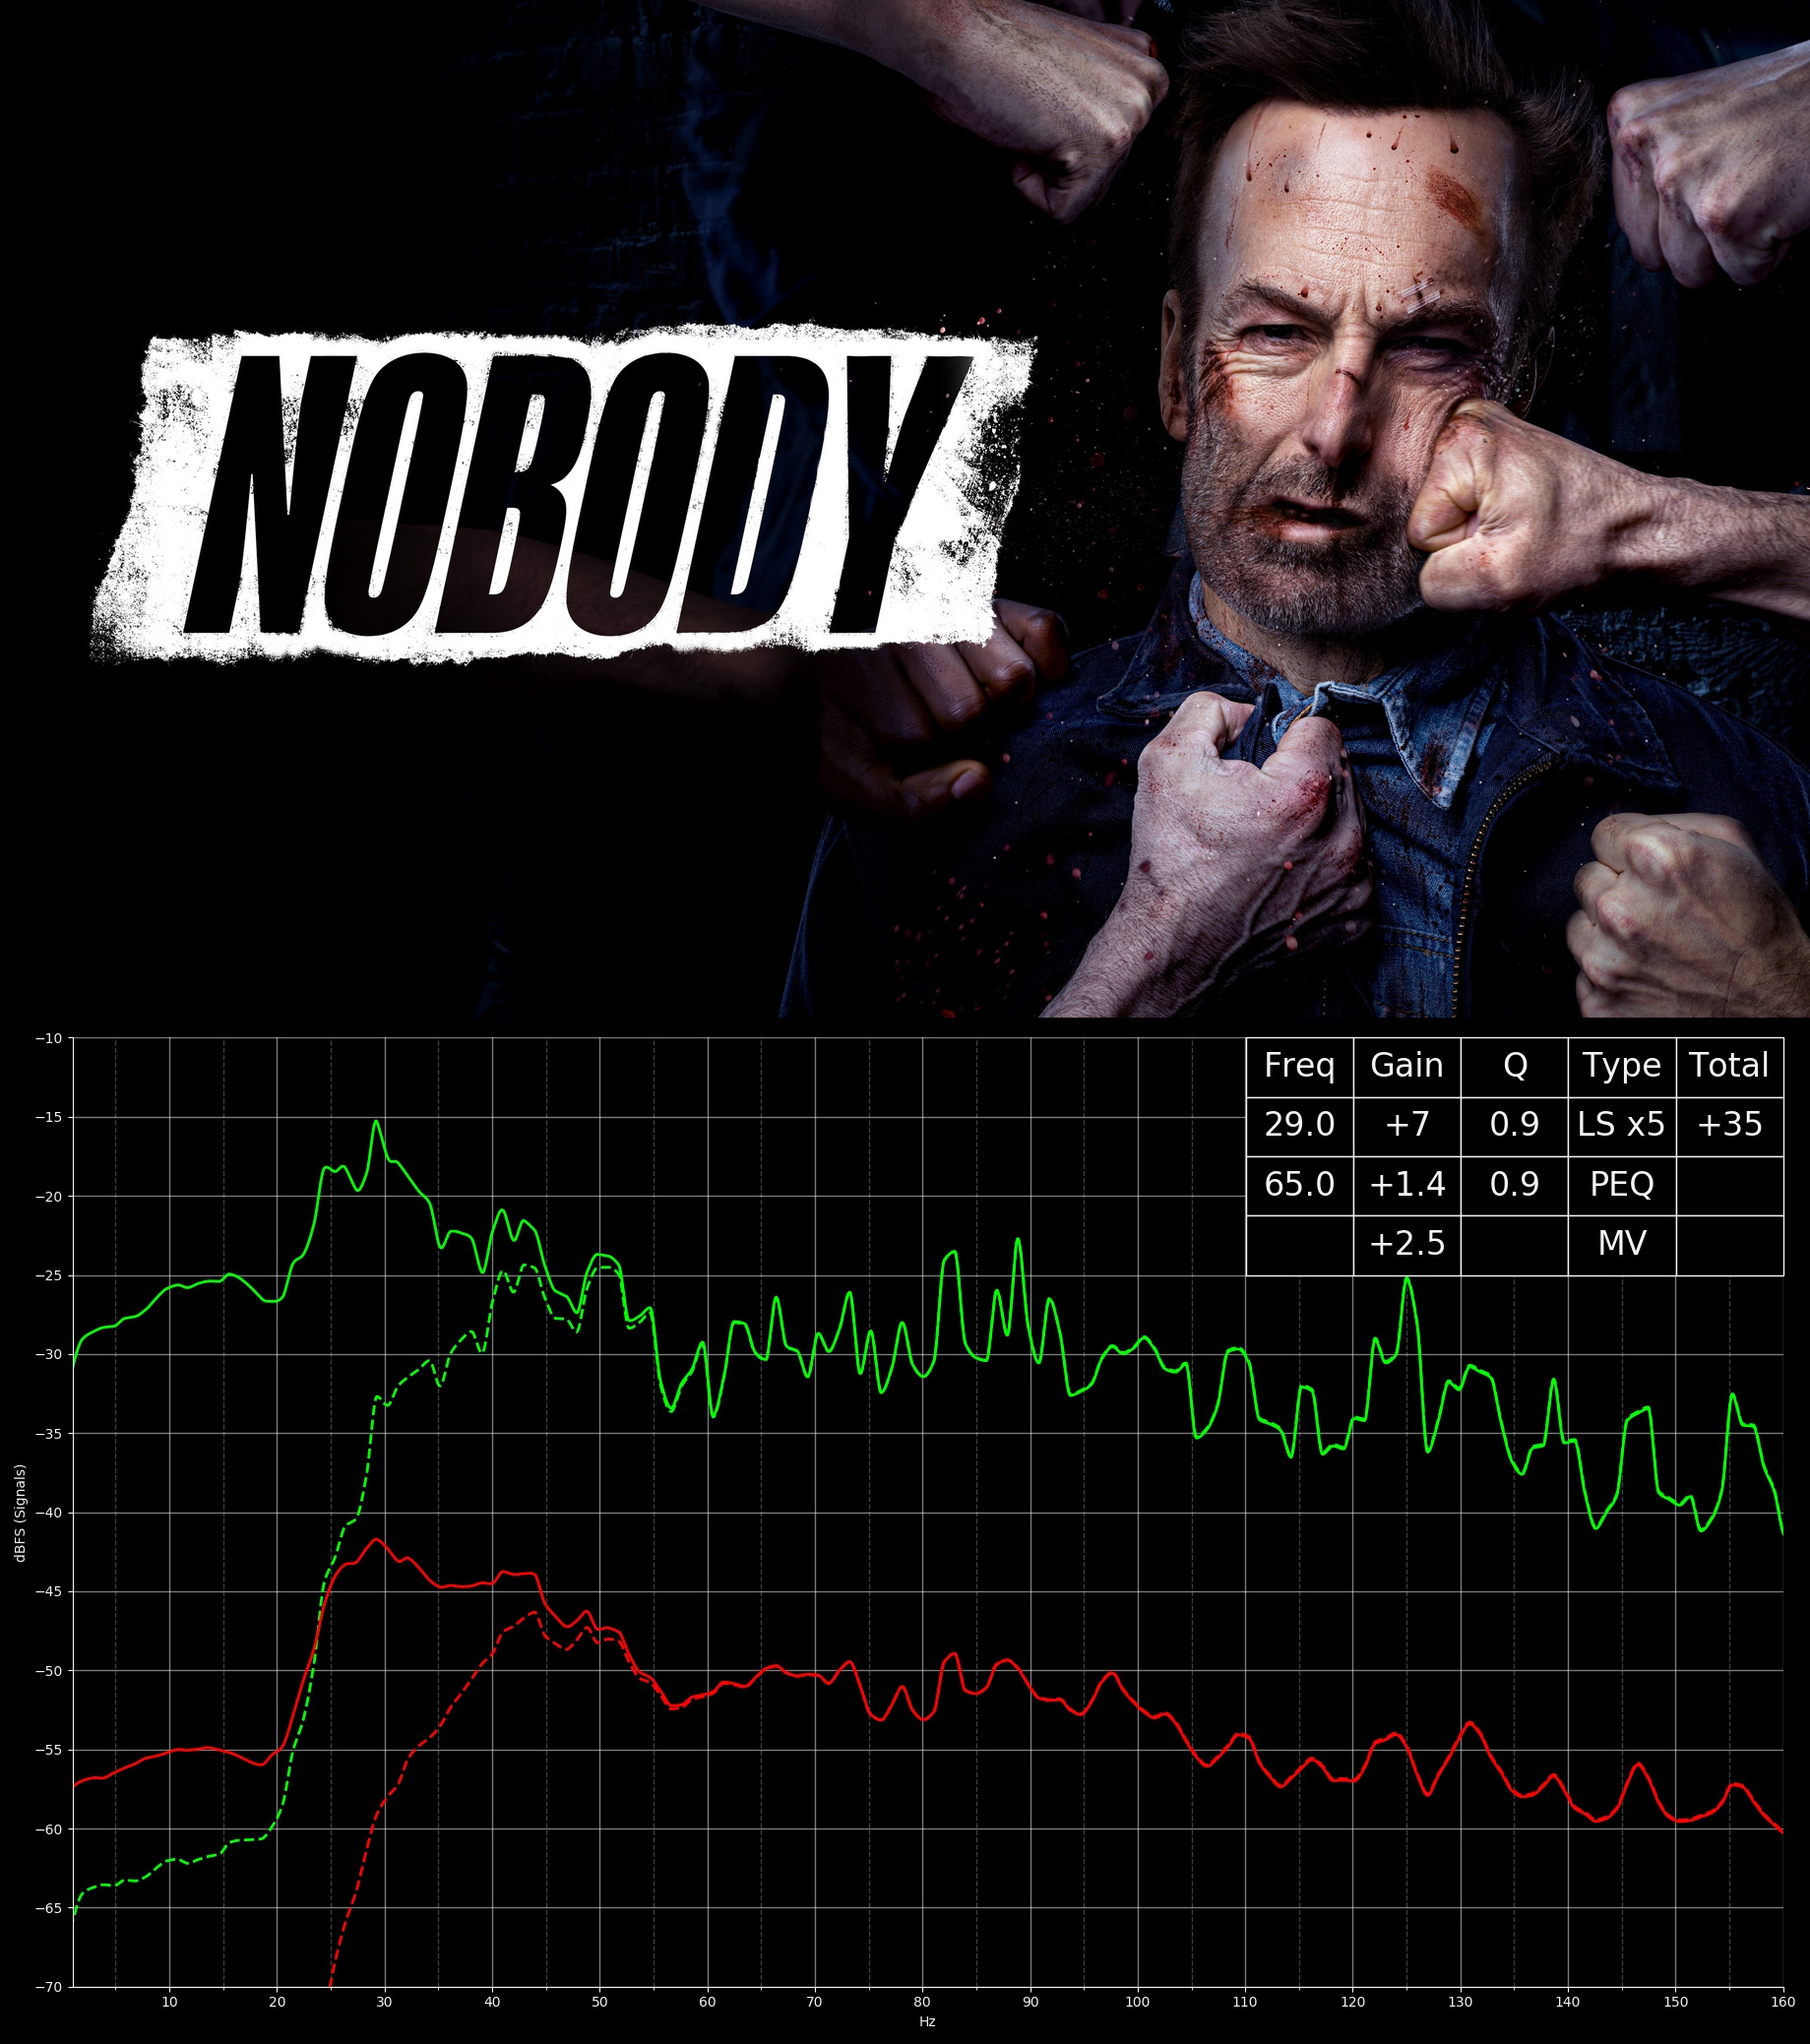 NOBODY
Freq Gain Q Type Total
29.0 +7 0.9 LS x5 +35
65.0 +1.4 0.9 PEQ
+2.5 MV
−10
−15
−20
−25
−30
−35
−40
−45
−50
−55
−60
−65
−70
dBFS (Signals)
10 20 30 40 50 60 70 80 90 100 110 120 130 140 150 160
Hz